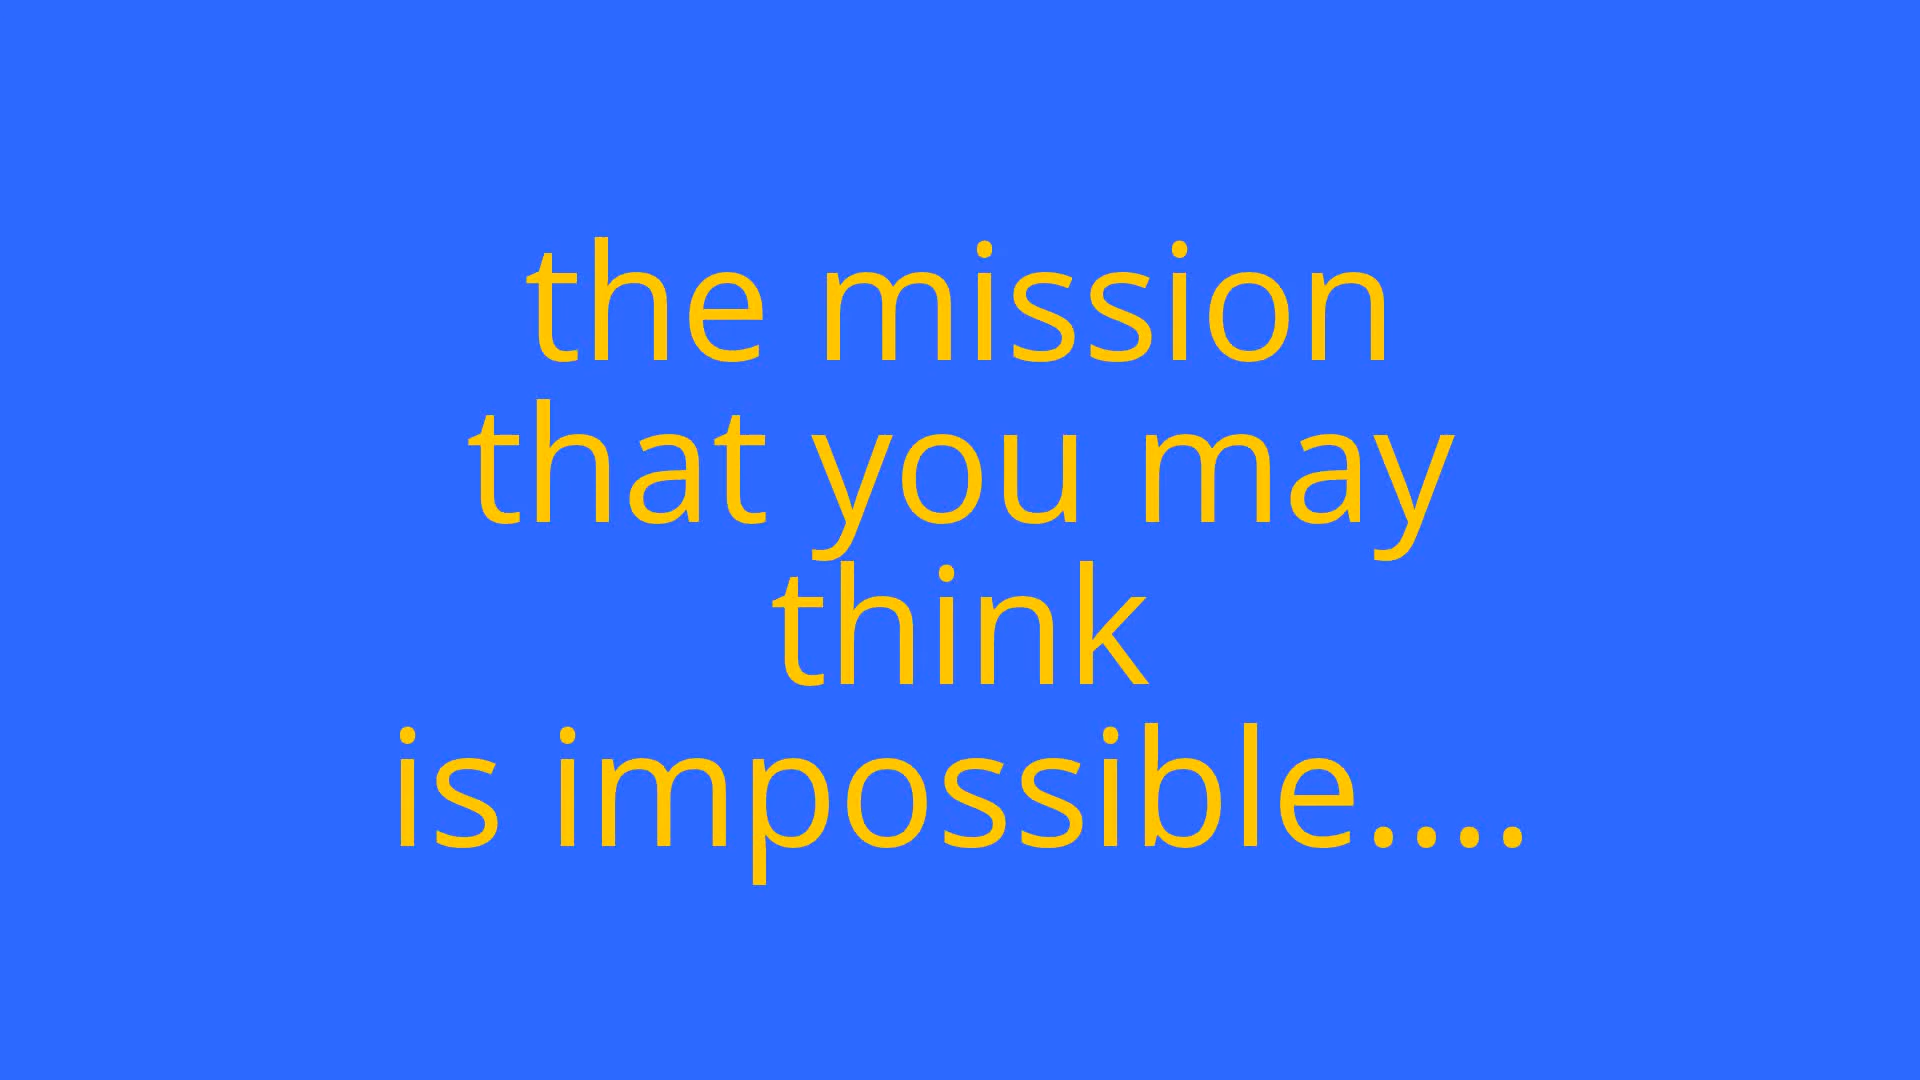 the mission
that you may
think
is impossible....